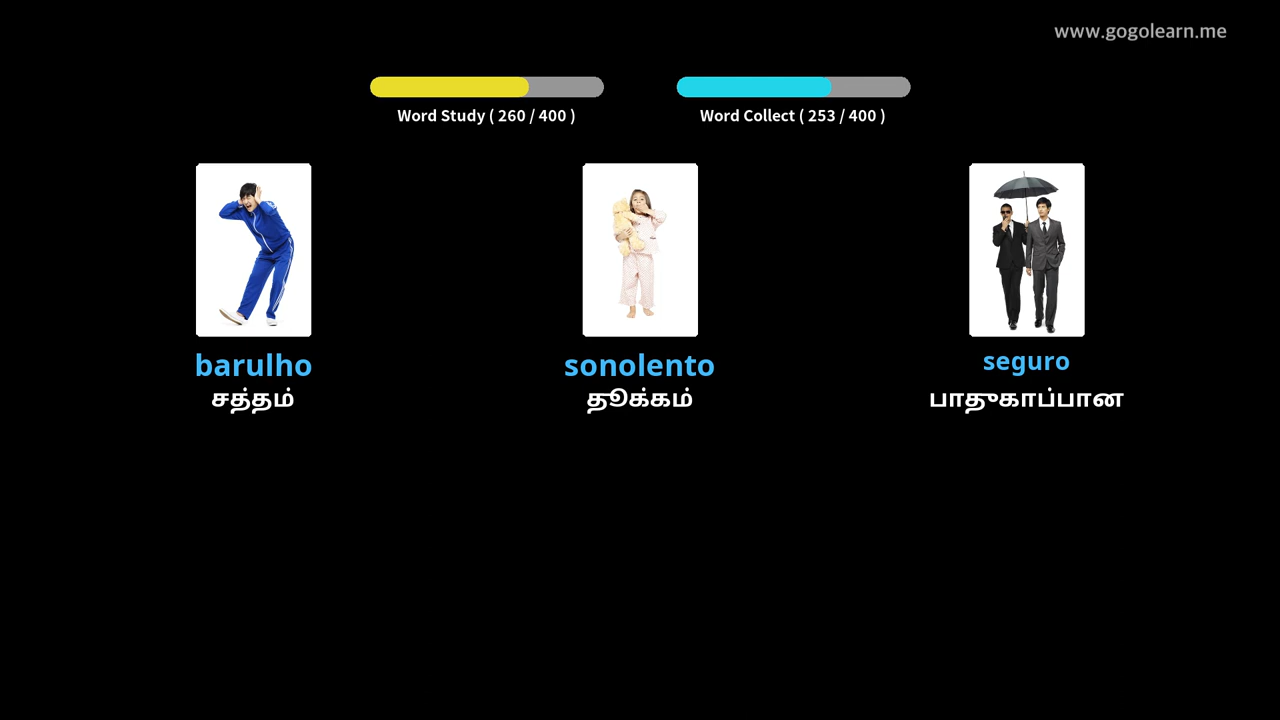 www.gogolearn.me
Word Study ( 260 / 400 )
Word Collect ( 253 / 400 )
barulho
சத்தம்
sonolento
தூக்கம்
seguro
பாதுகாப்பான